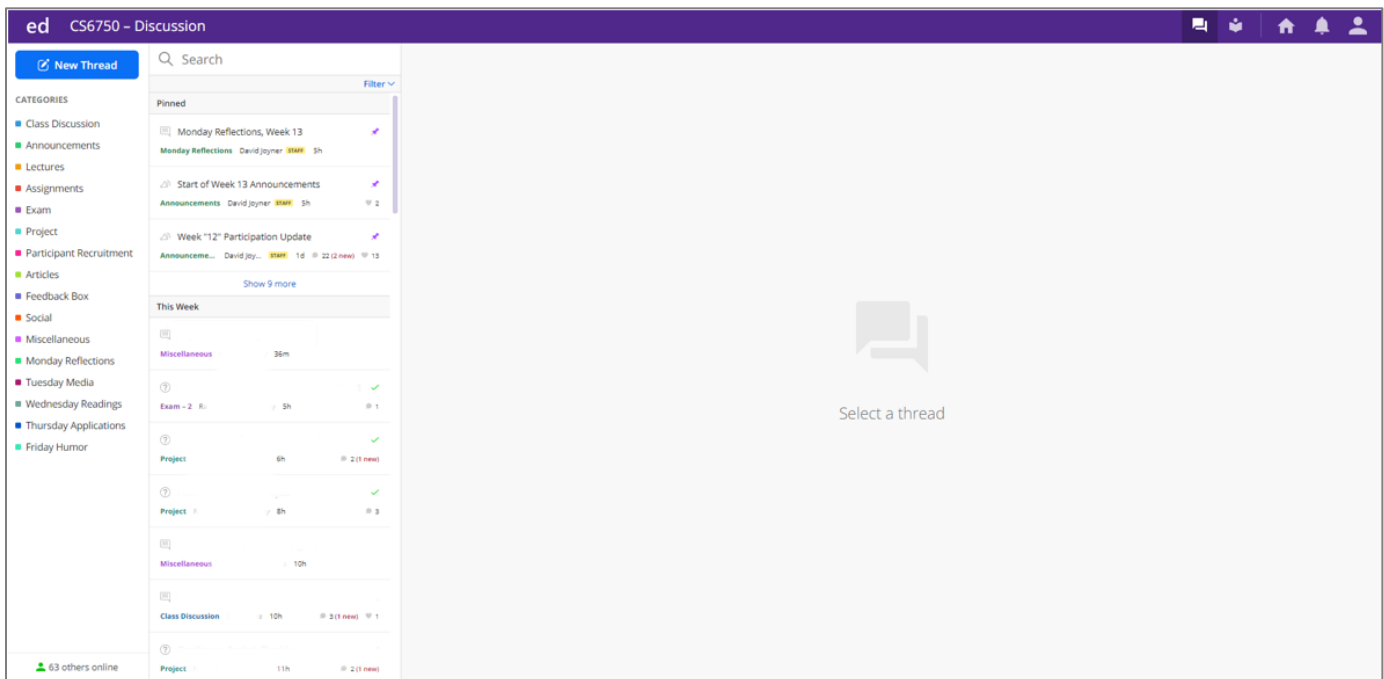 ed CS6750 – Discussion
New Thread
CATEGORIES
Class Discussion
Announcements
Lectures
Assignments
Exam
Project
Participant Recruitment
Articles
Feedback Box
Social
Miscellaneous
Monday Reflections
Tuesday Media
Wednesday Readings
Thursday Applications
Friday Humor
63 others online
Search
Filter
Pinned
Monday Reflections, Week 13
Monday Reflections David Joyner STAFF 5h
Start of Week 13 Announcements
Announcements David Joyner STAFF 5h 2
Week "12" Participation Update
Announceme... David Joy... STAFF 1d 22 (2 new) 13
Show 9 more
This Week
Miscellaneous 36m
Exam – 2 5h 1
Project 6h 2 (1 new)
Project 8h 3
Miscellaneous 10h
Class Discussion 10h 3 (1 new) 1
Project 11h 2 (1 new)
Select a thread